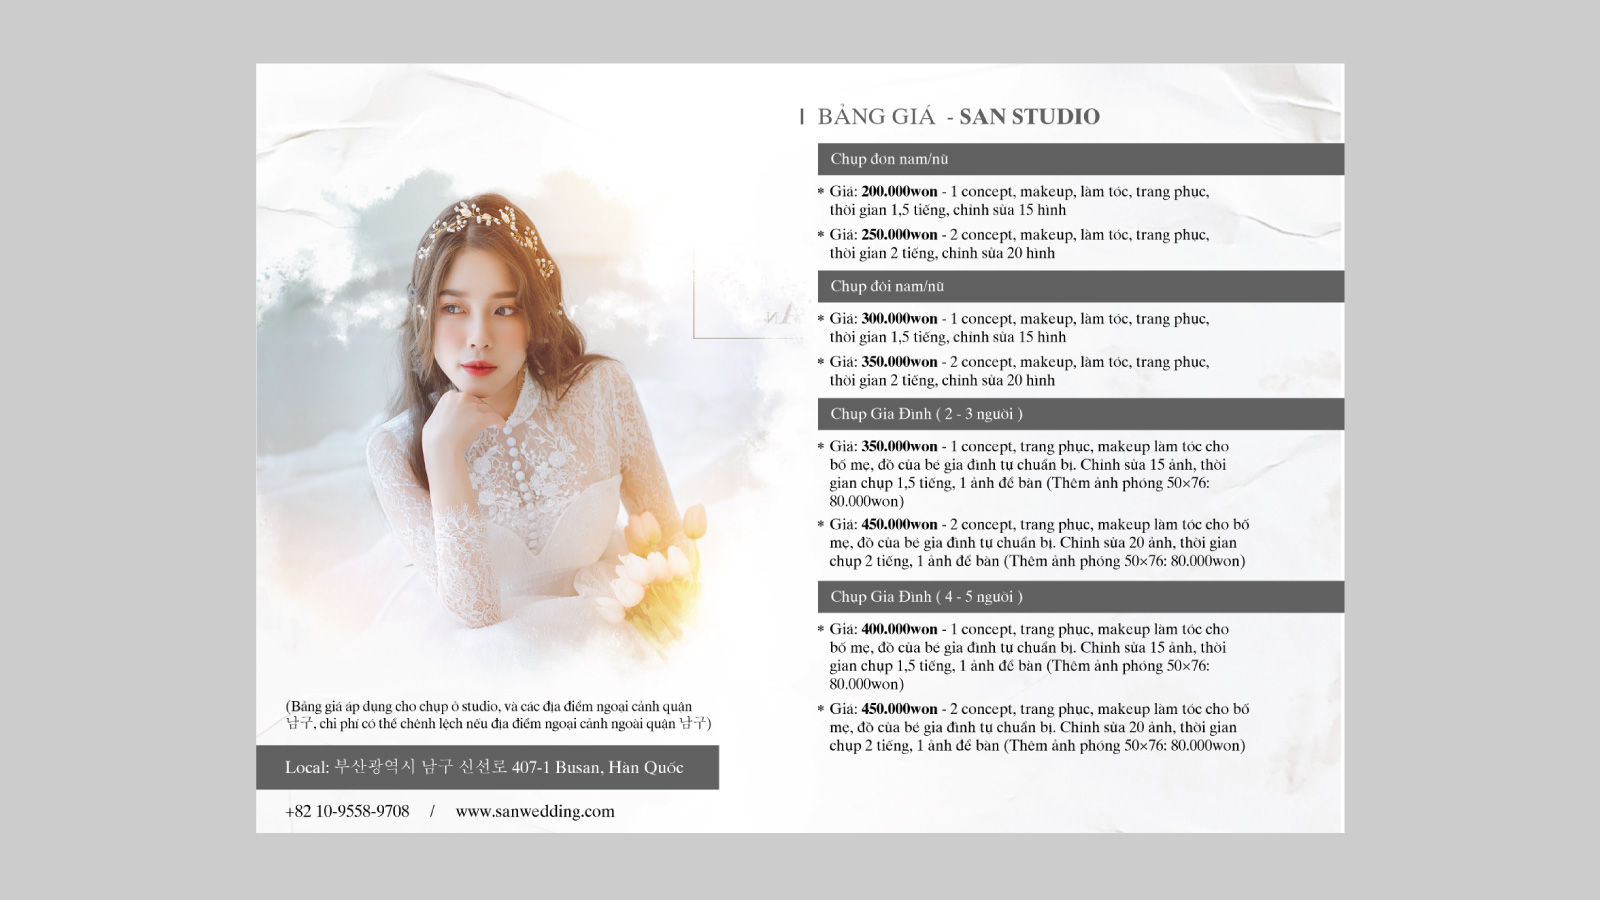 BẢNG GIÁ - SAN STUDIO
Chụp đơn nam/nữ
* Giá: 200.000won - 1 concept, makeup, làm tóc, trang phục,
thời gian 1,5 tiếng, chỉnh sửa 15 hình
* Giá: 250.000won - 2 concept, makeup, làm tóc, trang phục,
thời gian 2 tiếng, chỉnh sửa 20 hình
Chụp đôi nam/nữ
* Giá: 300.000won - 1 concept, makeup, làm tóc, trang phục,
thời gian 1,5 tiếng, chỉnh sửa 15 hình
* Giá: 350.000won - 2 concept, makeup, làm tóc, trang phục,
thời gian 2 tiếng, chỉnh sửa 20 hình
Chụp Gia Đình ( 2 - 3 người )
* Giá: 350.000won - 1 concept, trang phục, makeup làm tóc cho
bố mẹ, đồ của bé gia đình tự chuẩn bị. Chỉnh sửa 15 ảnh, thời
gian chụp 1,5 tiếng, 1 ảnh để bàn (Thêm ảnh phóng 50×76:
80.000won)
* Giá: 450.000won - 2 concept, trang phục, makeup làm tóc cho bố
mẹ, đồ của bé gia đình tự chuẩn bị. Chỉnh sửa 20 ảnh, thời gian
chụp 2 tiếng, 1 ảnh để bàn (Thêm ảnh phóng 50×76: 80.000won)
Chụp Gia Đình ( 4 - 5 người )
* Giá: 400.000won - 1 concept, trang phục, makeup làm tóc cho
bố mẹ, đồ của bé gia đình tự chuẩn bị. Chỉnh sửa 15 ảnh, thời
gian chụp 1,5 tiếng, 1 ảnh để bàn (Thêm ảnh phóng 50×76:
80.000won)
* Giá: 450.000won - 2 concept, trang phục, makeup làm tóc cho bố
mẹ, đồ của bé gia đình tự chuẩn bị. Chỉnh sửa 20 ảnh, thời gian
chụp 2 tiếng, 1 ảnh để bàn (Thêm ảnh phóng 50×76: 80.000won)
(Bảng giá áp dụng cho chụp ở studio, và các địa điểm ngoại cảnh quận
남구, chi phí có thể chênh lệch nếu địa điểm ngoại cảnh ngoài quận 남구)
Local: 부산광역시 남구 신선로 407-1 Busan, Hàn Quốc
+82 10-9558-9708 / www.sanwedding.com